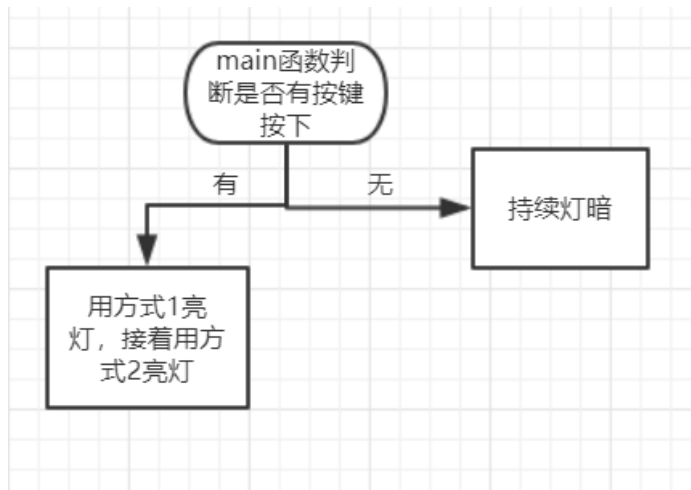 main函数判
断是否有按键
按下
有
无
持续灯暗
用方式1亮
灯，接着用方
式2亮灯